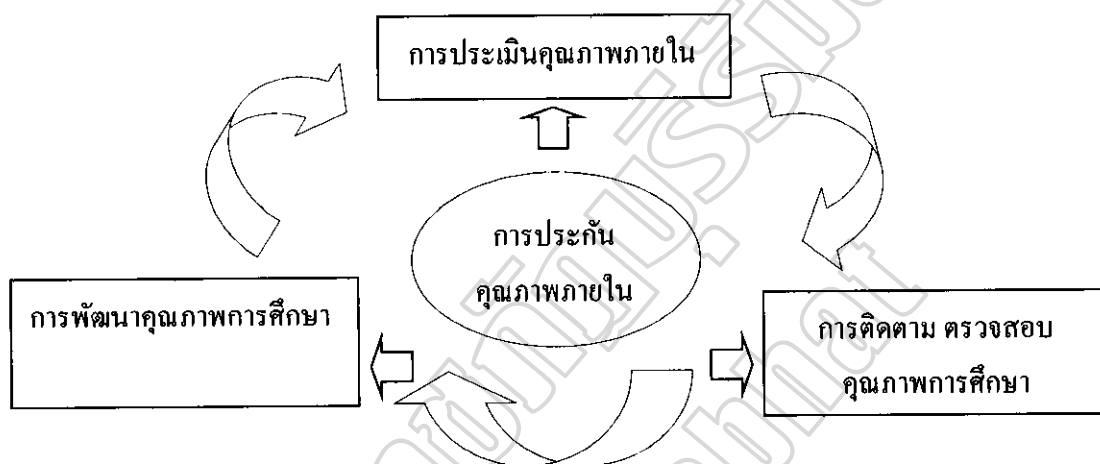 การประเมินคุณภาพภายใน
การประกัน
คุณภาพภายใน
การพัฒนาคุณภาพการศึกษา
การติดตาม ตรวจสอบ
คุณภาพการศึกษา